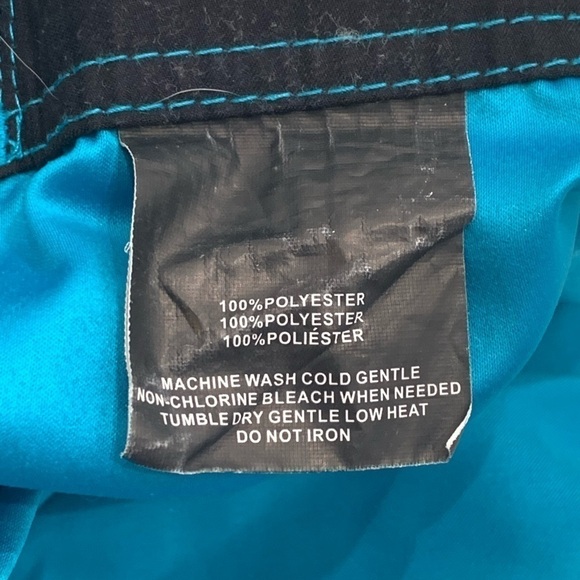 100%POLYESTER
100%POLYESTER
100%POLIÉSTER
MACHINE WASH COLD GENTLE
NON-CHLORINE BLEACH WHEN NEEDED
TUMBLE DRY GENTLE LOW HEAT
DO NOT IRON